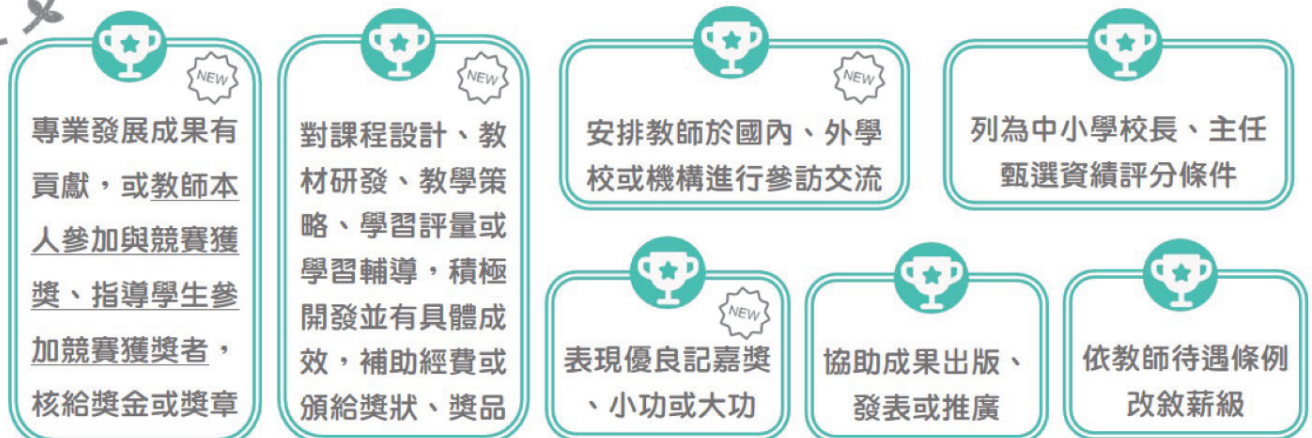 NEW
專業發展成果有
貢獻，或教師本
人參加與競賽獲
獎、指導學生參
加競賽獲獎者，
核給獎金或獎章
NEW
對課程設計、教
材研發、教學策
略、學習評量或
學習輔導，積極
開發並有具體成
效，補助經費或
頒給獎狀、獎品
NEW
安排教師於國內、外學
校或機構進行參訪交流
列為中小學校長、主任
甄選資績評分條件
NEW
表現優良記嘉獎
、小功或大功
協助成果出版、
發表或推廣
依教師待遇條例
改敘薪級